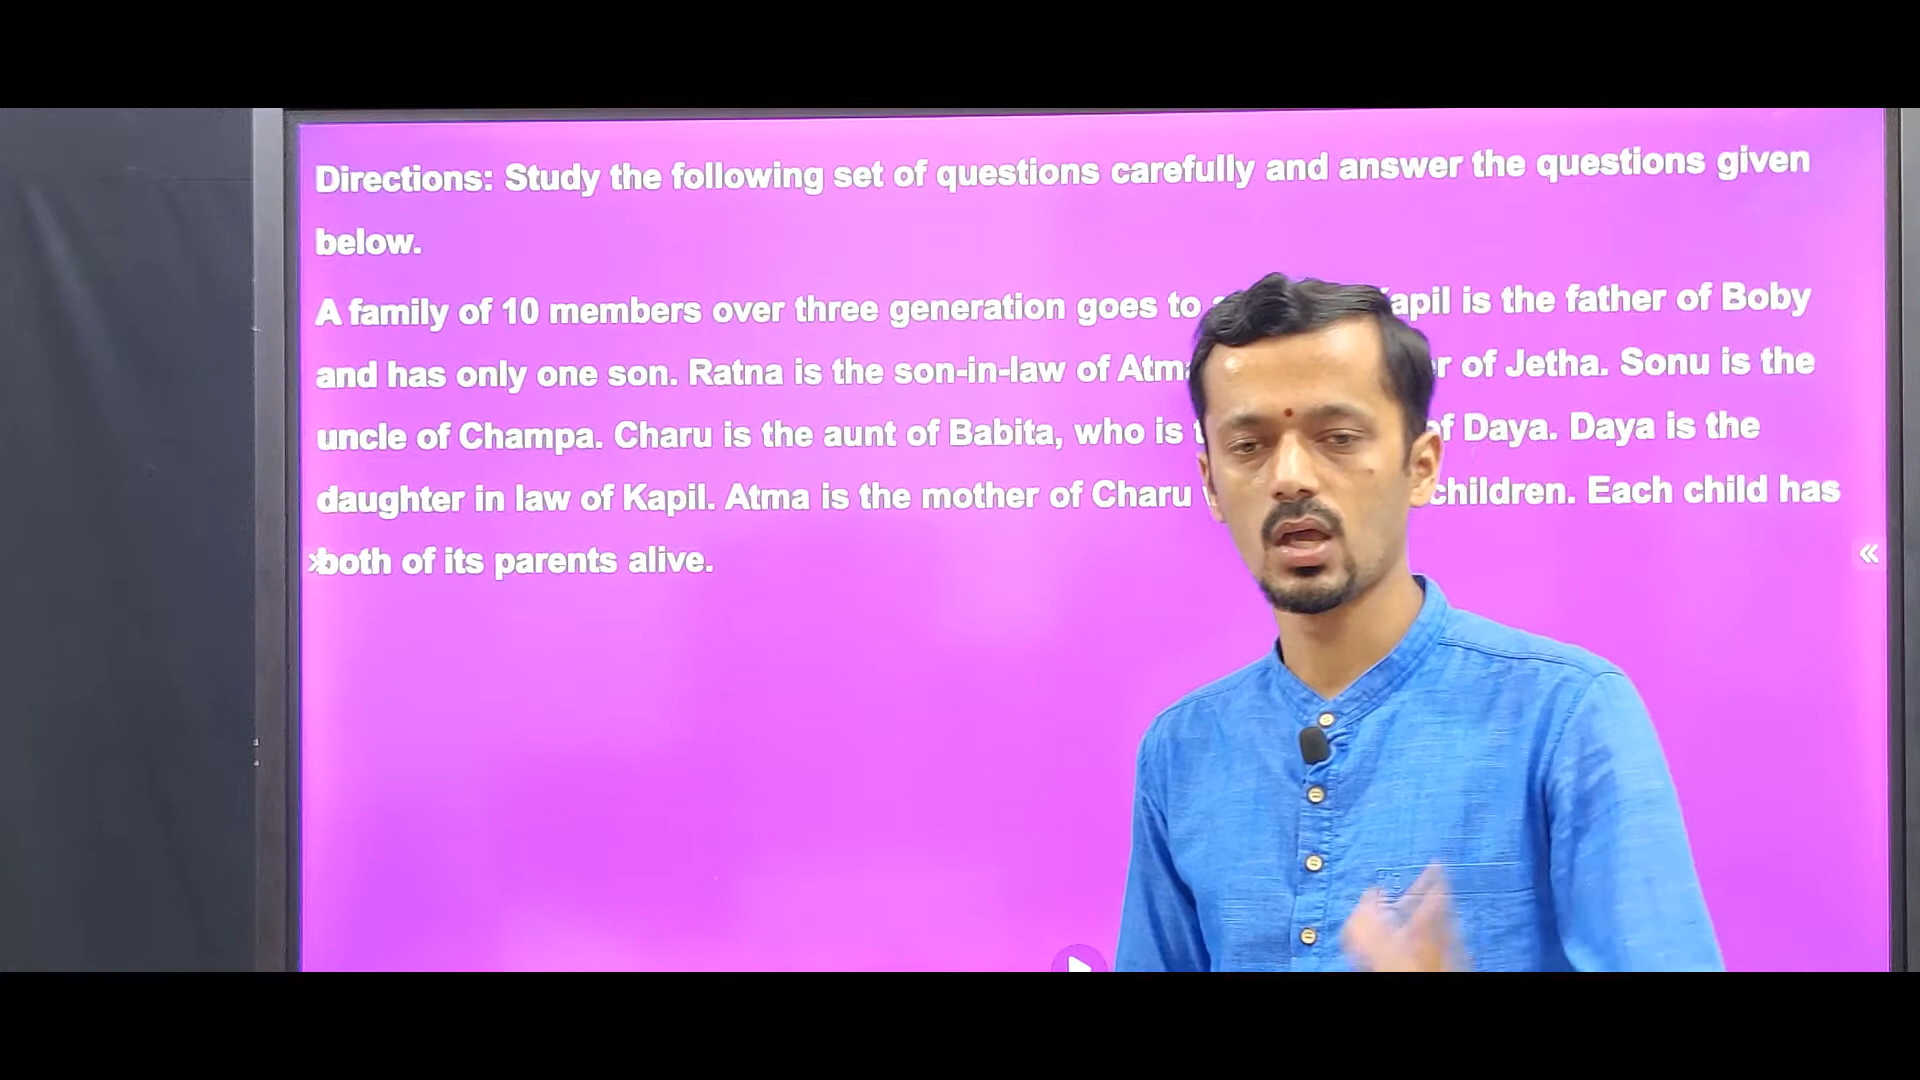 Directions: Study the following set of questions carefully and answer the questions given
below.
A family of 10 members over three generation goes to apil is the father of Boby
and has only one son. Ratna is the son-in-law of Atma of Jetha. Sonu is the
uncle of Champa. Charu is the aunt of Babita, who is of Daya. Daya is the
daughter in law of Kapil. Atma is the mother of Charu children. Each child has
both of its parents alive.